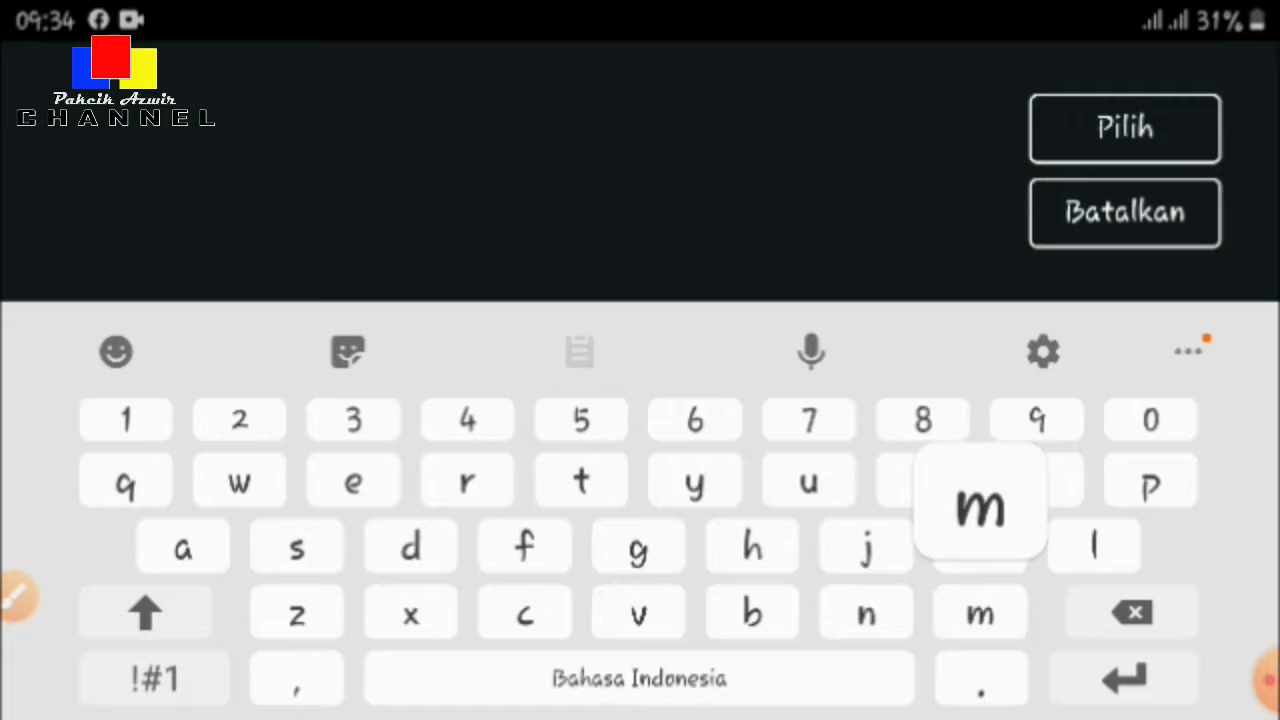 09:34
31%
Pakcik Azwir
CHANNEL
Pilih
Batalkan
1 2 3 4 5 6 7 8 9 0
q w e r t y u p
m
a s d f g h j l
z x c v b n m
!#1 , Bahasa Indonesia .